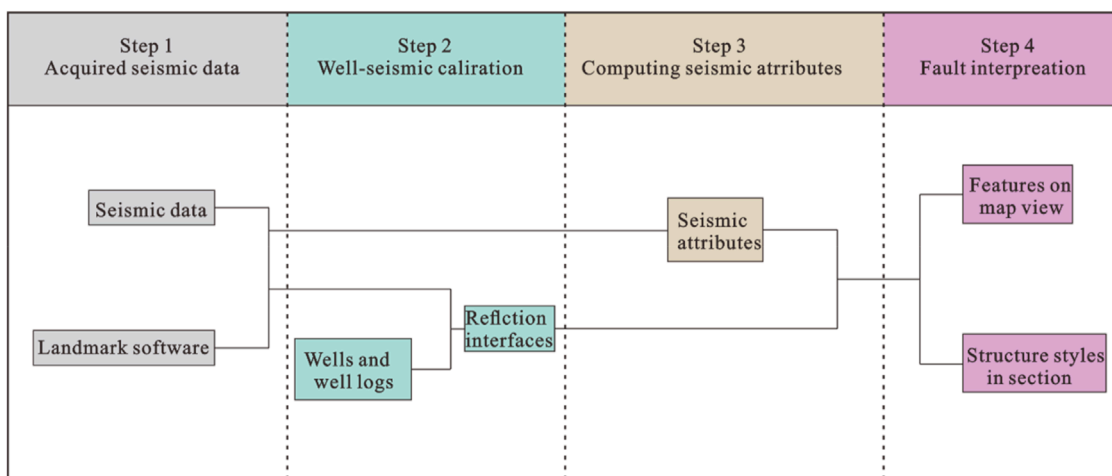 Step 1
Acquired seismic data
Step 2
Well-seismic caliration
Step 3
Computing seismic atrributes
Step 4
Fault interpreation
Seismic data
Landmark software
Wells and
well logs
Reflction
interfaces
Seismic
attributes
Features on
map view
Structure styles
in section